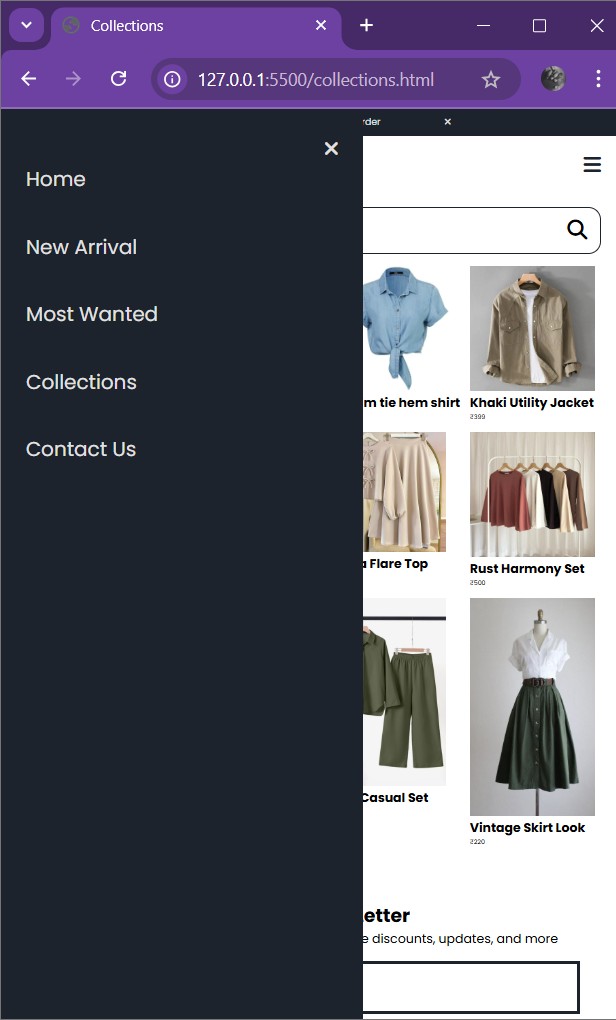 Collections
127.0.0.1:5500/collections.html
rder
Home
New Arrival
Most Wanted
Collections
Contact Us
m tie hem shirt
Khaki Utility Jacket
₹399
a Flare Top
Rust Harmony Set
₹500
Casual Set
Vintage Skirt Look
₹220
letter
e discounts, updates, and more